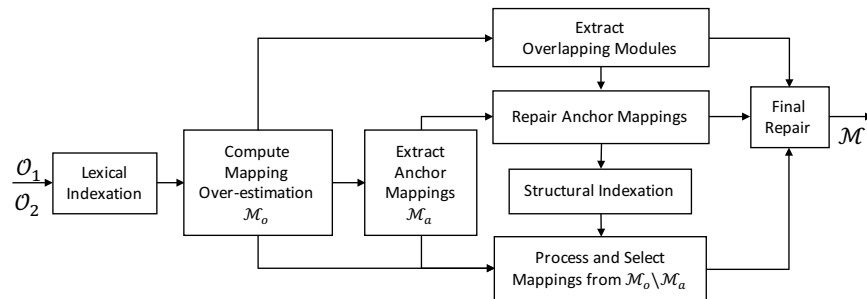 Extract
Overlapping Modules
Repair Anchor Mappings
Final
Repair
ℳ
𝒪₁
𝒪₂
Lexical
Indexation
Compute
Mapping
Over-estimation
ℳₒ
Extract
Anchor
Mappings
ℳₐ
Structural Indexation
Process and Select
Mappings from ℳₒ\ℳₐ